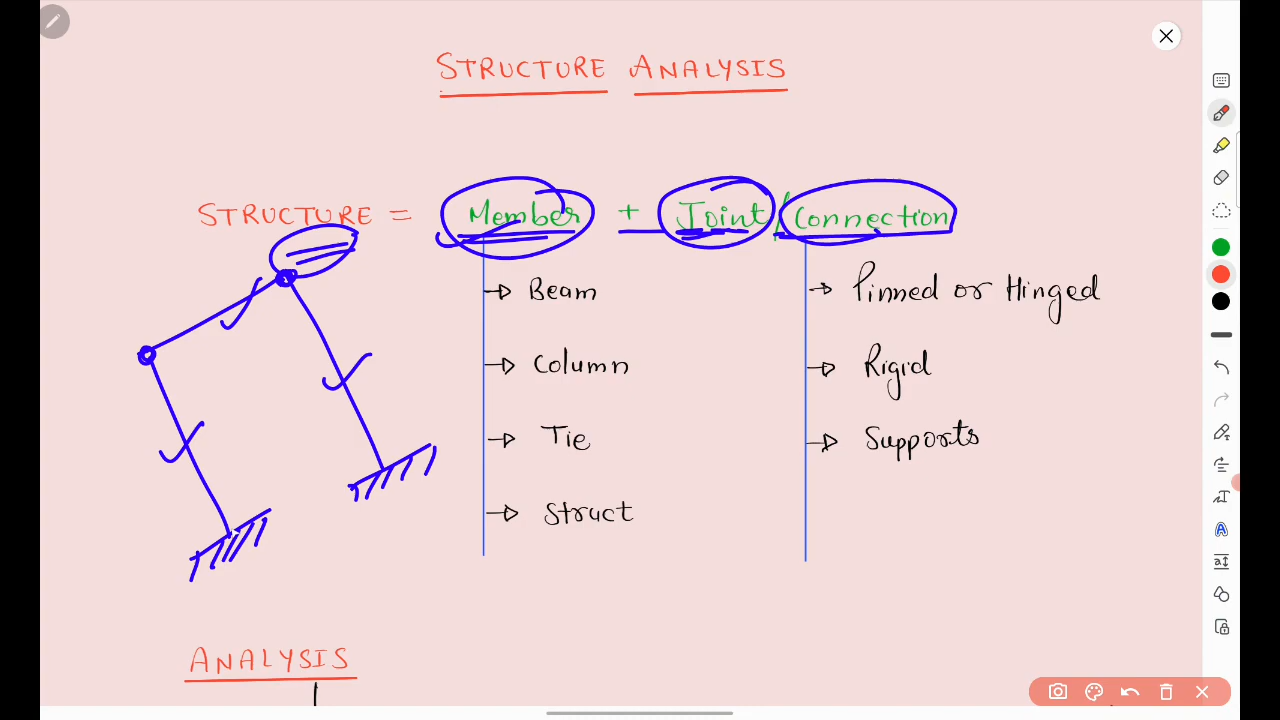 STRUCTURE ANALYSIS
STRUCTURE = Member + Joint / Connection
Beam
Column
Tie
Struct
Pinned or Hinged
Rigid
Supports
ANALYSIS